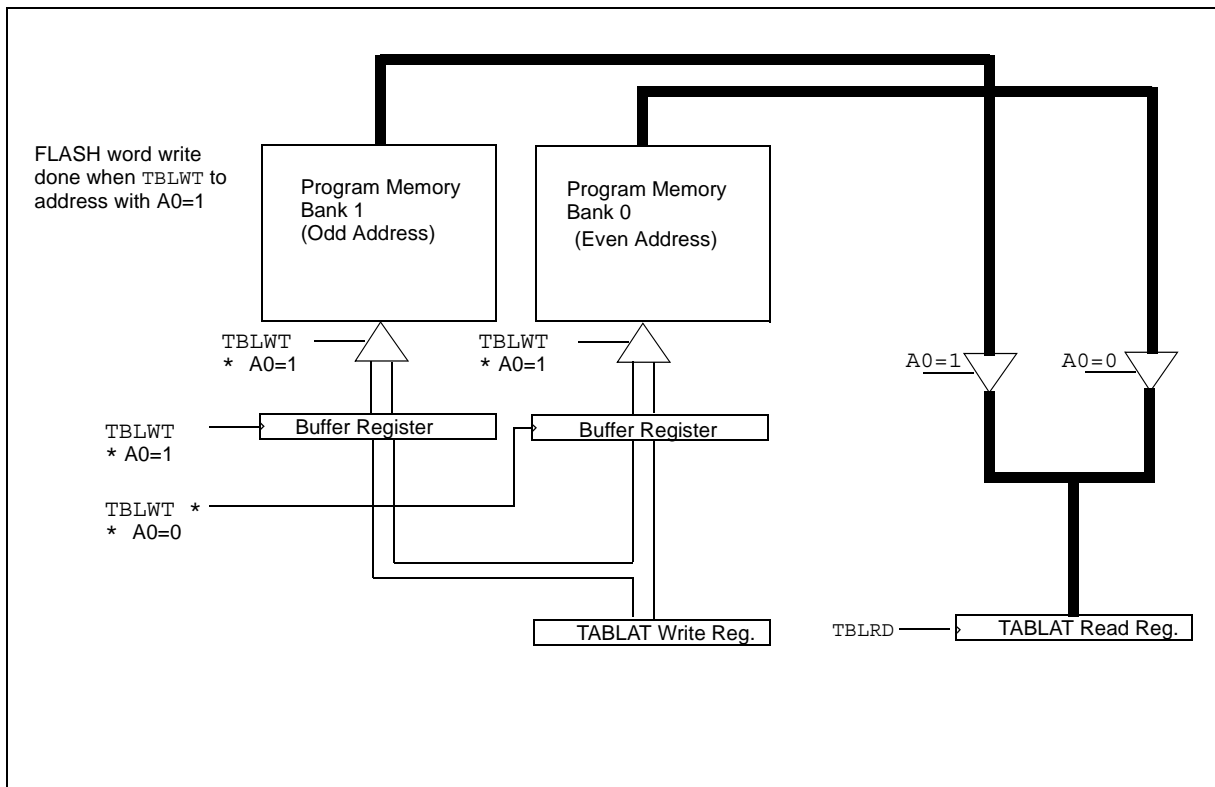 FLASH word write
done when TBLWT to
address with A0=1
Program Memory
Bank 1
(Odd Address)
Program Memory
Bank 0
(Even Address)
TBLWT
* A0=1
TBLWT
* A0=1
A0=1
A0=0
TBLWT
* A0=1
Buffer Register
Buffer Register
TBLWT *
* A0=0
TABLAT Write Reg.
TBLRD
TABLAT Read Reg.